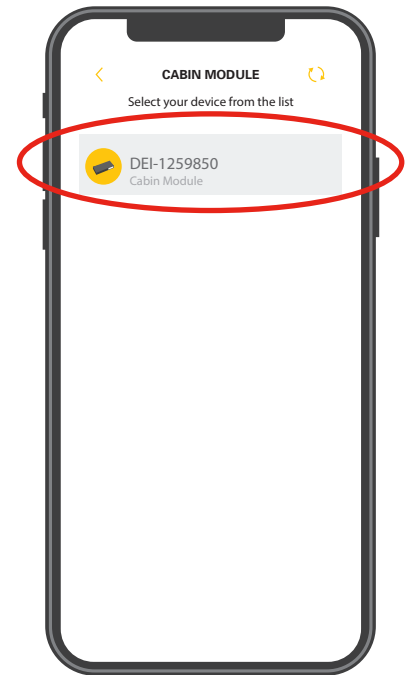 CABIN MODULE
Select your device from the list
DEI-1259850
Cabin Module